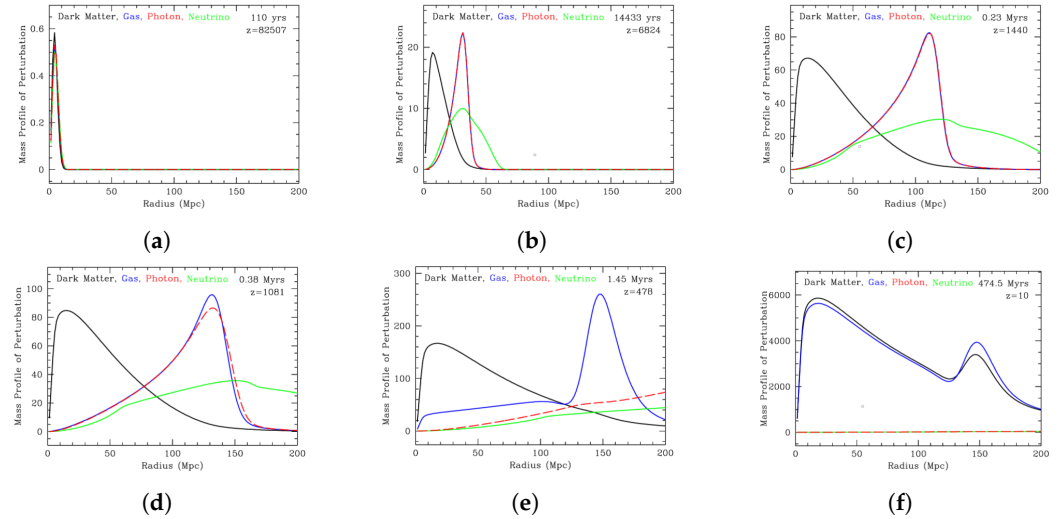 Dark Matter, Gas, Photon, Neutrino 110 yrs
z=82507
Mass Profile of Perturbation
0.6
0.4
0.2
0
0 50 100 150 200
Radius (Mpc)
(a)
Dark Matter, Gas, Photon, Neutrino 14433 yrs
z=6824
Mass Profile of Perturbation
20
10
0
0 50 100 150 200
Radius (Mpc)
(b)
Dark Matter, Gas, Photon, Neutrino 0.23 Myrs
z=1440
Mass Profile of Perturbation
80
60
40
20
0
0 50 100 150 200
Radius (Mpc)
(c)
Dark Matter, Gas, Photon, Neutrino 0.38 Myrs
z=1081
Mass Profile of Perturbation
100
80
60
40
20
0
0 50 100 150 200
Radius (Mpc)
(d)
Dark Matter, Gas, Photon, Neutrino 1.45 Myrs
z=478
Mass Profile of Perturbation
300
200
100
0
0 50 100 150 200
Radius (Mpc)
(e)
Dark Matter, Gas, Photon, Neutrino 474.5 Myrs
z=10
Mass Profile of Perturbation
6000
4000
2000
0
0 50 100 150 200
Radius (Mpc)
(f)